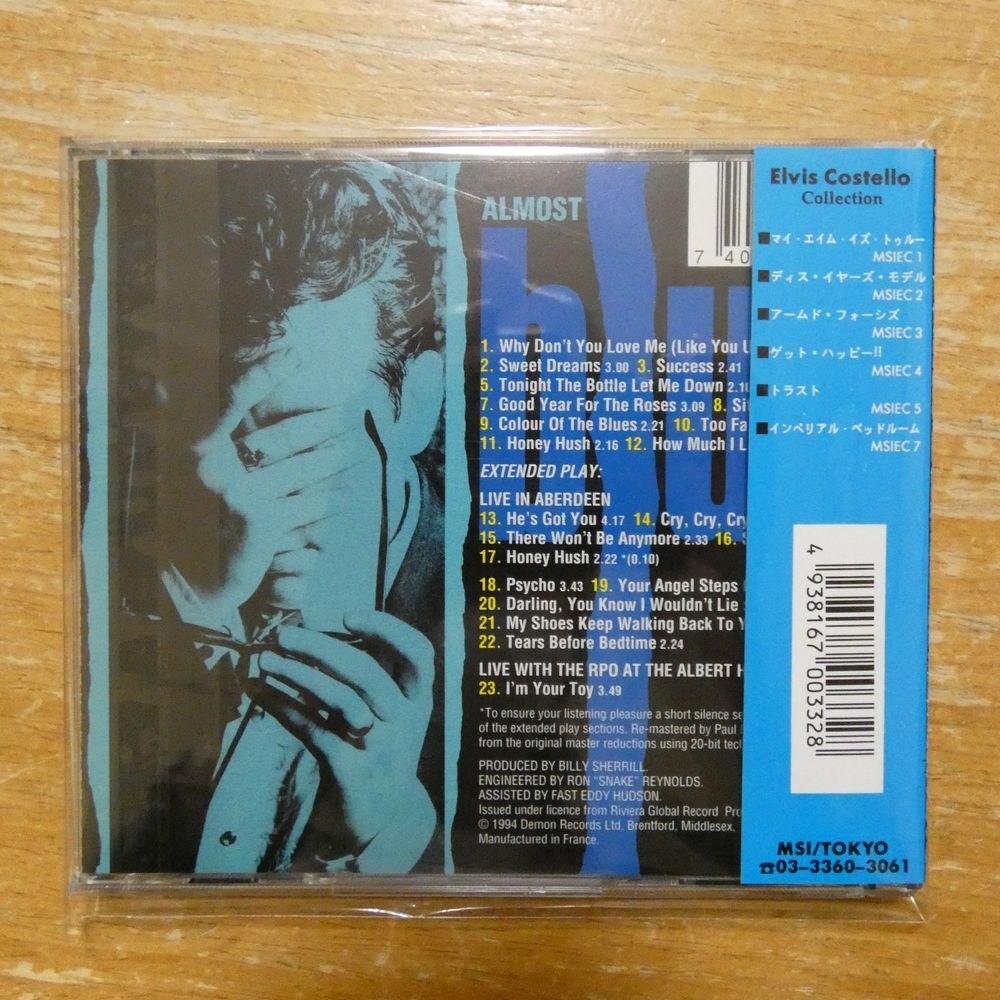 ALMOST
blu
7 40
1. Why Don't You Love Me (Like You U
2. Sweet Dreams 3.00 3. Success 2.41
5. Tonight The Bottle Let Me Down 2.10
7. Good Year For The Roses 3.09 8. Si
9. Colour Of The Blues 2.21 10. Too Fa
11. Honey Hush 2.16 12. How Much I L
EXTENDED PLAY:
LIVE IN ABERDEEN
13. He's Got You 4.17 14. Cry, Cry, Cry
15. There Won't Be Anymore 2.33 16.
17. Honey Hush 2.22 *(0.10)
18. Psycho 3.43 19. Your Angel Steps
20. Darling, You Know I Wouldn't Lie
21. My Shoes Keep Walking Back To Y
22. Tears Before Bedtime 2.24
LIVE WITH THE RPO AT THE ALBERT H
23. I'm Your Toy 3.49
*To ensure your listening pleasure a short silence se
of the extended play sections. Re-mastered by Paul
from the original master reductions using 20-bit tec
PRODUCED BY BILLY SHERRILL.
ENGINEERED BY RON "SNAKE" REYNOLDS.
ASSISTED BY FAST EDDY HUDSON.
Issued under licence from Riviera Global Record Pro
© 1994 Demon Records Ltd. Brentford, Middlesex,
Manufactured in France.
Elvis Costello
Collection
■マイ・エイム・イズ・トゥルー
MSIEC 1
■ディス・イヤーズ・モデル
MSIEC 2
■アームド・フォーシズ
MSIEC 3
■ゲット・ハッピー!!
MSIEC 4
■トラスト
MSIEC 5
■インペリアル・ベッドルーム
MSIEC 7
4 938167 003328
MSI/TOKYO
☎03-3360-3061